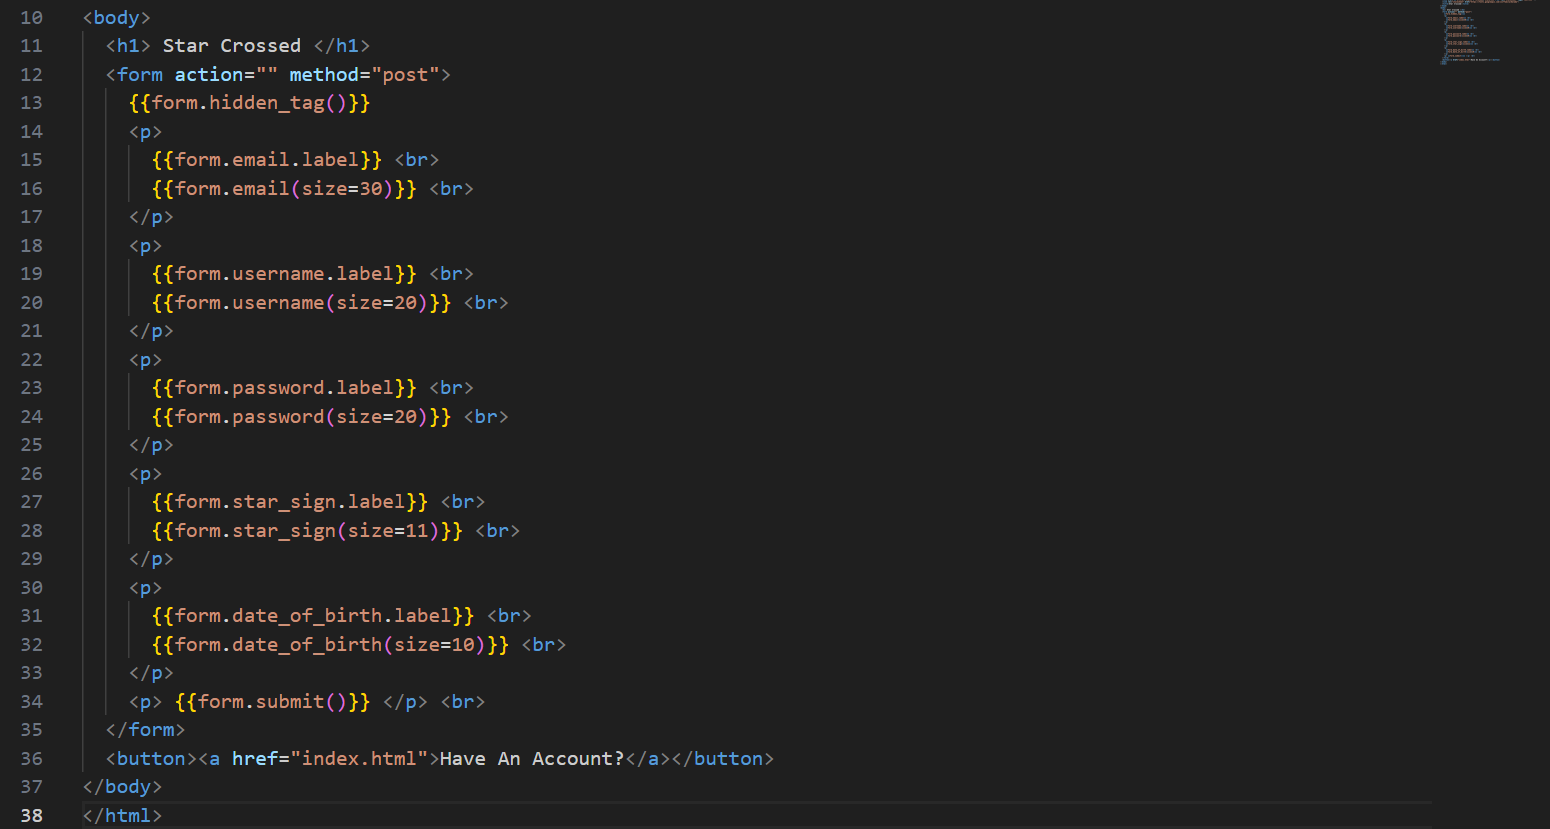 10 <body>
11 <h1> Star Crossed </h1>
12 <form action="" method="post">
13 {{form.hidden_tag()}}
14 <p>
15 {{form.email.label}} <br>
16 {{form.email(size=30)}} <br>
17 </p>
18 <p>
19 {{form.username.label}} <br>
20 {{form.username(size=20)}} <br>
21 </p>
22 <p>
23 {{form.password.label}} <br>
24 {{form.password(size=20)}} <br>
25 </p>
26 <p>
27 {{form.star_sign.label}} <br>
28 {{form.star_sign(size=11)}} <br>
29 </p>
30 <p>
31 {{form.date_of_birth.label}} <br>
32 {{form.date_of_birth(size=10)}} <br>
33 </p>
34 <p> {{form.submit()}} </p> <br>
35 </form>
36 <button><a href="index.html">Have An Account?</a></button>
37 </body>
38 </html>